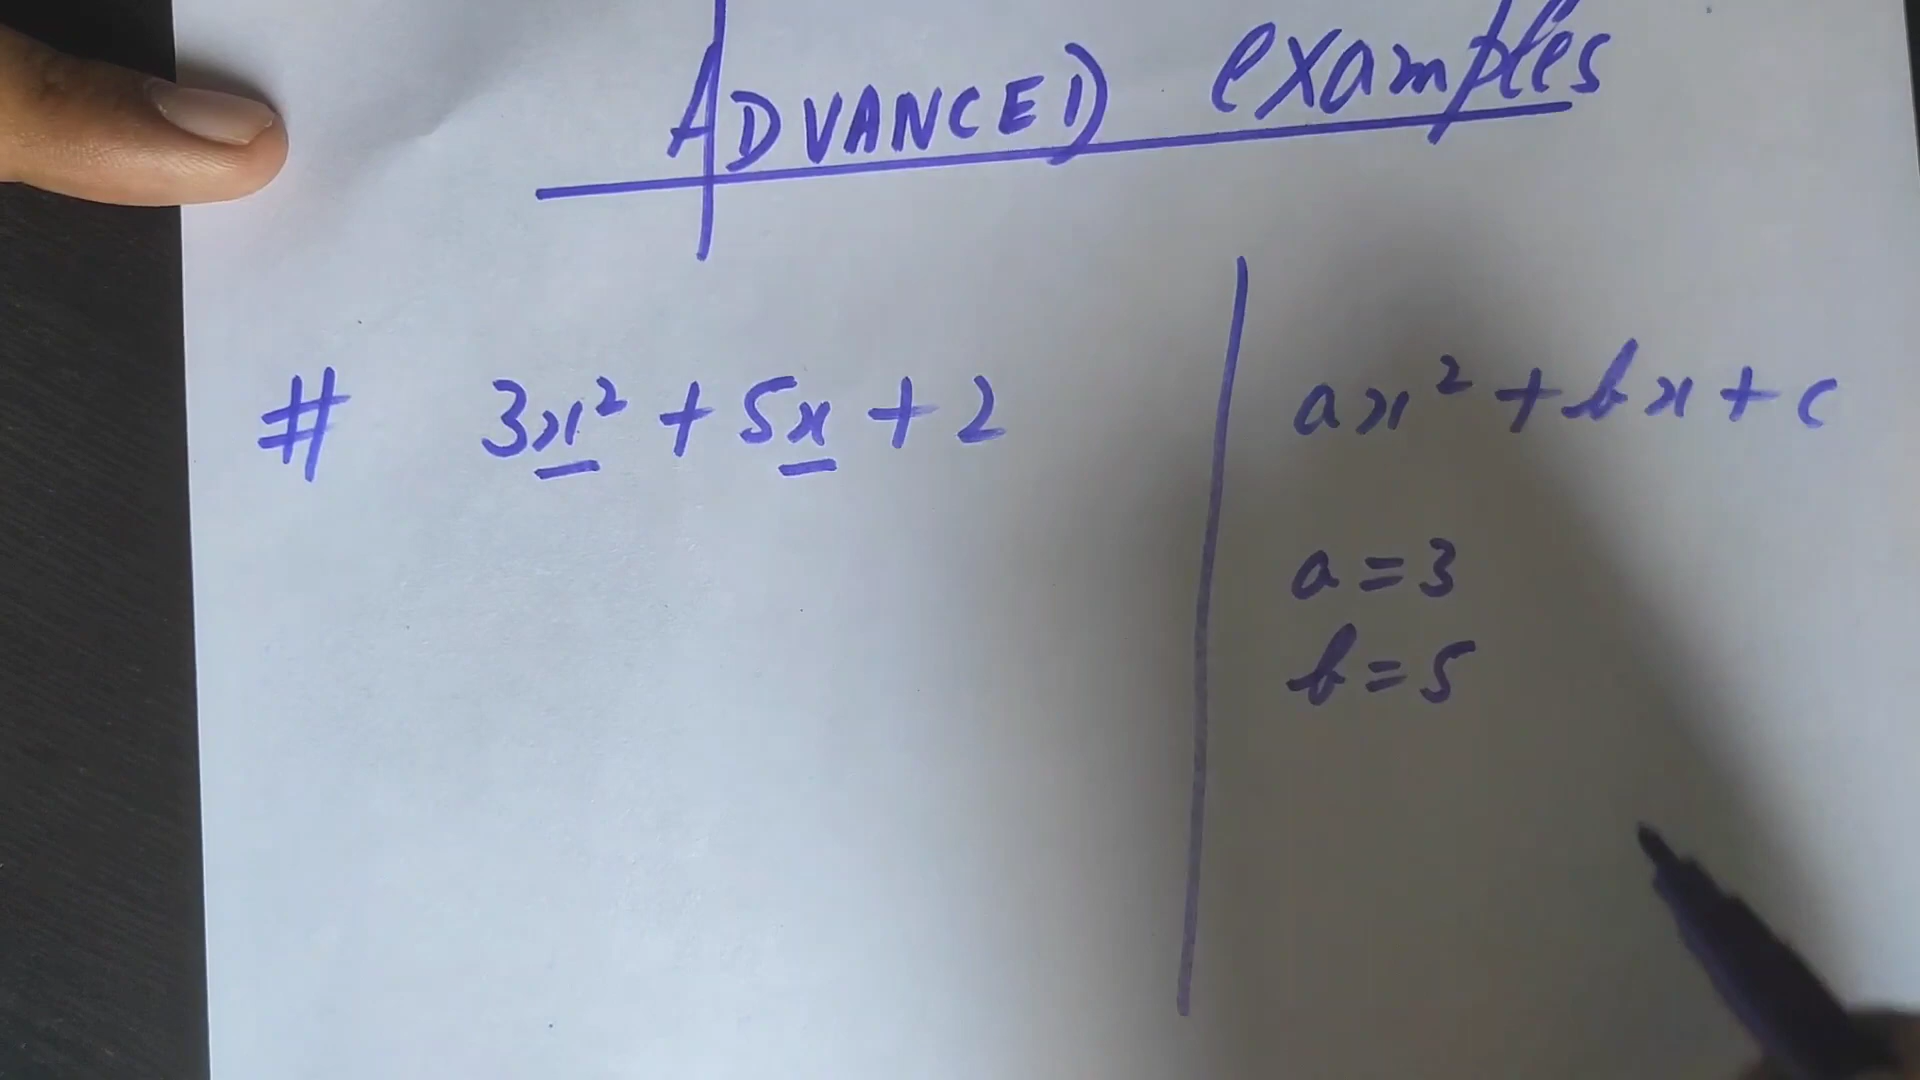 ADVANCED examples
# 3x² + 5x + 2
ax² + bx + c
a = 3
b = 5